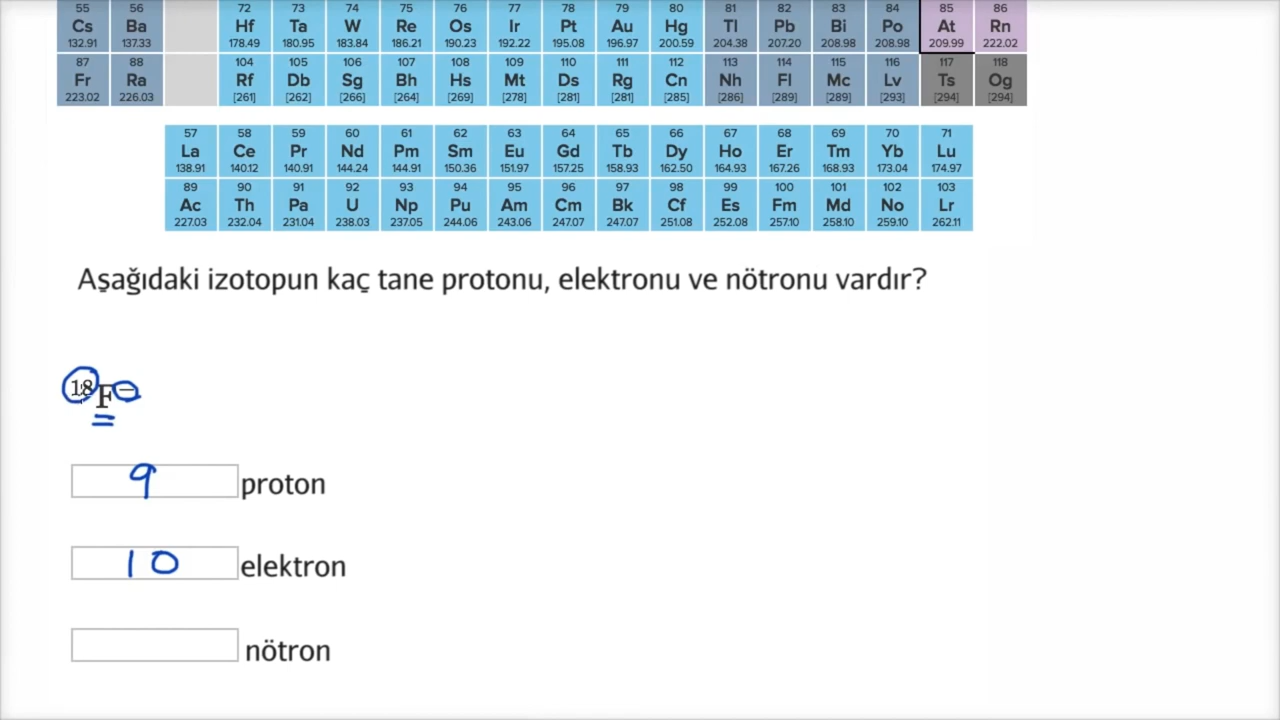 55 56 72 73 74 75 76 77 78 79 80 81 82 83 84 85 86
Cs Ba Hf Ta W Re Os Ir Pt Au Hg Tl Pb Bi Po At Rn
132.91 137.33 178.49 180.95 183.84 186.21 190.23 192.22 195.08 196.97 200.59 204.38 207.20 208.98 208.98 209.99 222.02
87 88 104 105 106 107 108 109 110 111 112 113 114 115 116 117 118
Fr Ra Rf Db Sg Bh Hs Mt Ds Rg Cn Nh Fl Mc Lv Ts Og
223.02 226.03 [261] [262] [266] [264] [269] [278] [281] [281] [285] [286] [289] [289] [293] [294] [294]
57 58 59 60 61 62 63 64 65 66 67 68 69 70 71
La Ce Pr Nd Pm Sm Eu Gd Tb Dy Ho Er Tm Yb Lu
138.91 140.12 140.91 144.24 144.91 150.36 151.97 157.25 158.93 162.50 164.93 167.26 168.93 173.04 174.97
89 90 91 92 93 94 95 96 97 98 99 100 101 102 103
Ac Th Pa U Np Pu Am Cm Bk Cf Es Fm Md No Lr
227.03 232.04 231.04 238.03 237.05 244.06 243.06 247.07 247.07 251.08 252.08 257.10 258.10 259.10 262.11
Aşağıdaki izotopun kaç tane protonu, elektronu ve nötronu vardır?
18F−
9 proton
10 elektron
nötron